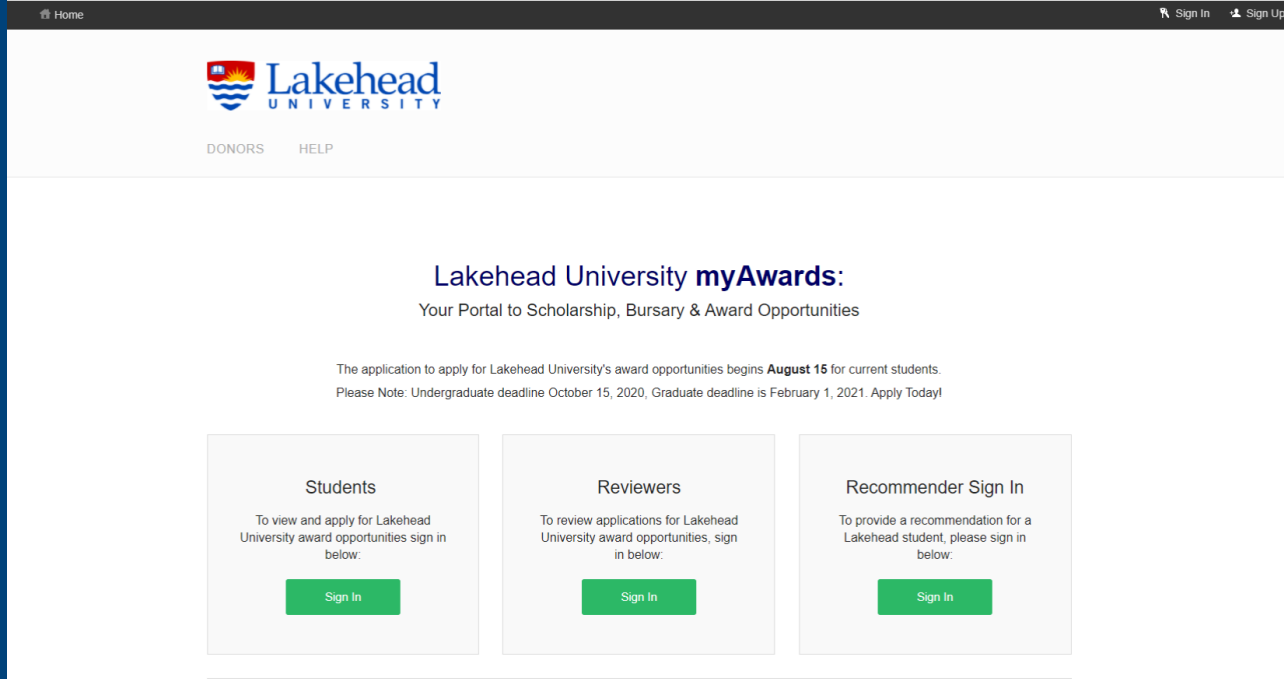 Home
Sign In
Sign Up
Lakehead
UNIVERSITY
DONORS
HELP
Lakehead University myAwards:
Your Portal to Scholarship, Bursary & Award Opportunities
The application to apply for Lakehead University's award opportunities begins August 15 for current students.
Please Note: Undergraduate deadline October 15, 2020, Graduate deadline is February 1, 2021. Apply Today!
Students
To view and apply for Lakehead
University award opportunities sign in
below:
Sign In
Reviewers
To review applications for Lakehead
University award opportunities, sign
in below:
Sign In
Recommender Sign In
To provide a recommendation for a
Lakehead student, please sign in
below:
Sign In